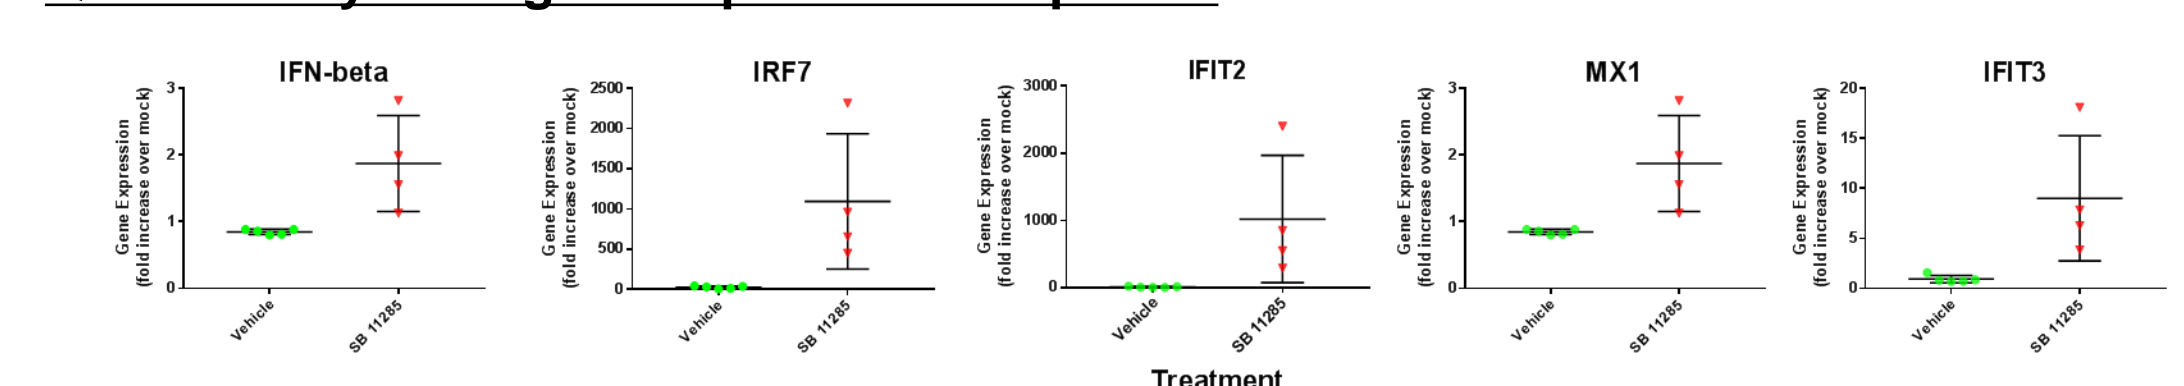 IFN-beta
Gene Expression
(fold increase over mock)
3
2
1
0
Vehicle
SB 11285
IRF7
Gene Expression
(fold increase over mock)
2500
2000
1500
1000
500
0
Vehicle
SB 11285
IFIT2
Gene Expression
(fold increase over mock)
3000
2000
1000
0
Vehicle
SB 11285
MX1
Gene Expression
(fold increase over mock)
3
2
1
0
Vehicle
SB 11285
IFIT3
Gene Expression
(fold increase over mock)
20
15
10
5
0
Vehicle
SB 11285
Treatment